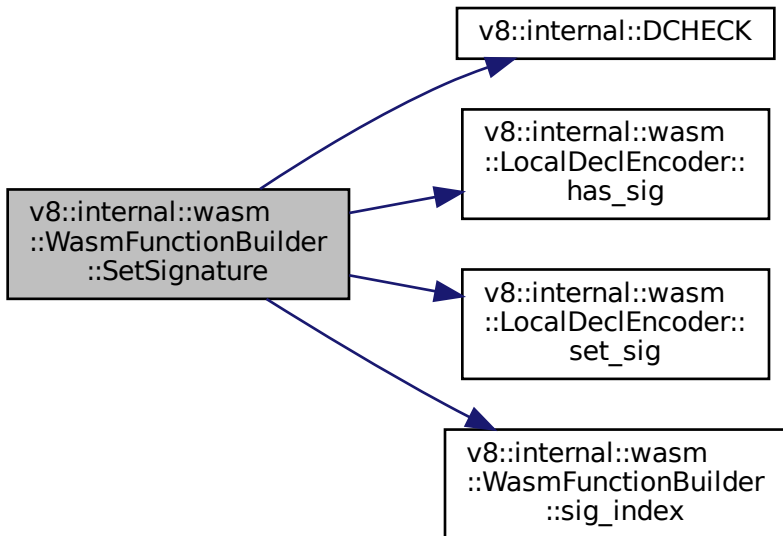 v8::internal::DCHECK
v8::internal::wasm
::LocalDeclEncoder::
has_sig
v8::internal::wasm
::WasmFunctionBuilder
::SetSignature
v8::internal::wasm
::LocalDeclEncoder::
set_sig
v8::internal::wasm
::WasmFunctionBuilder
::sig_index